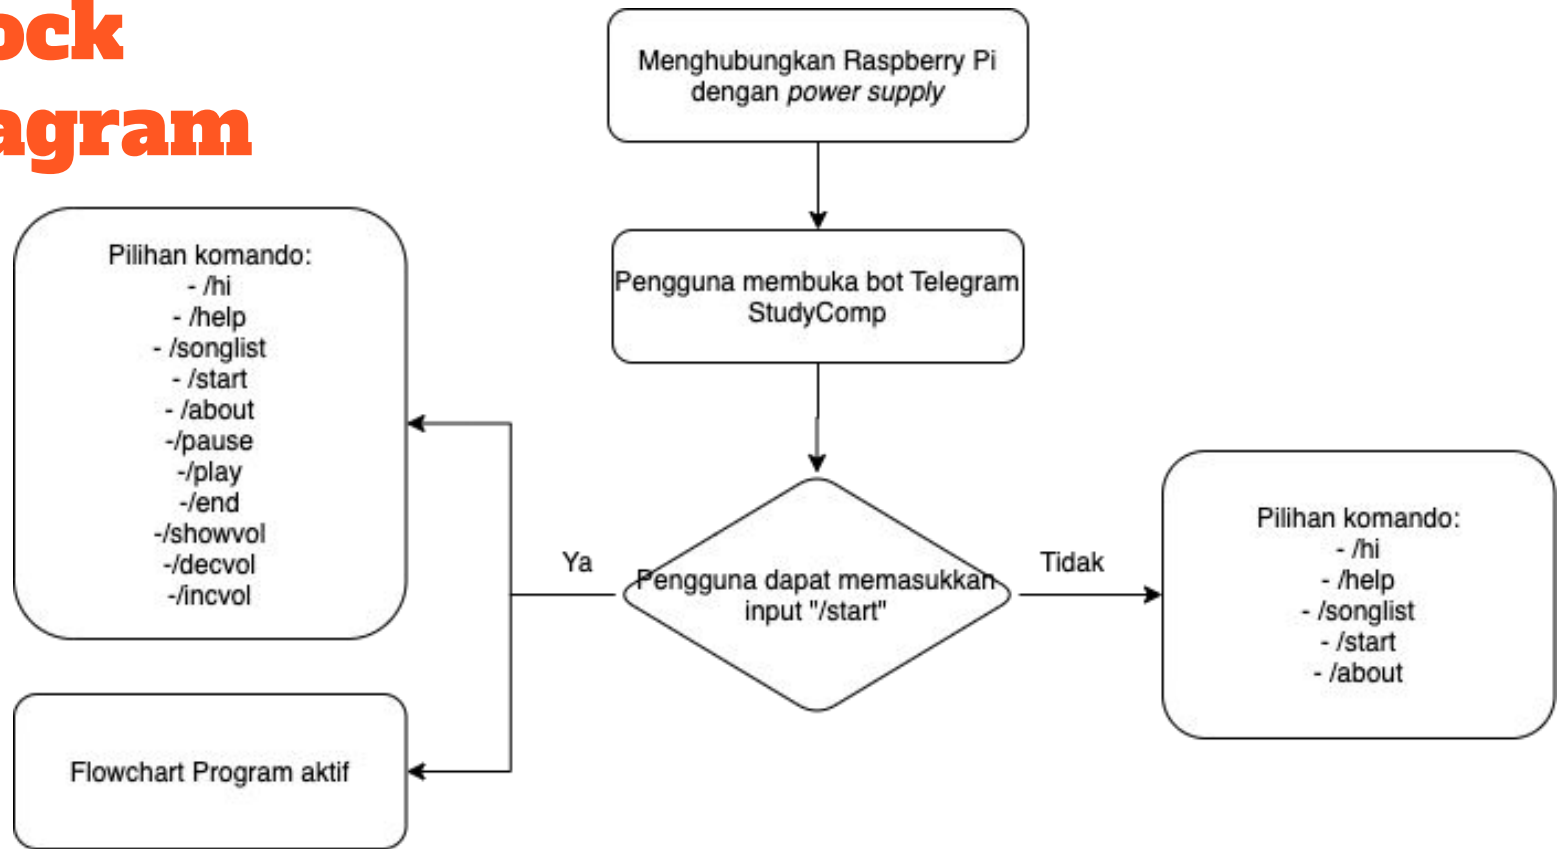 ock
agram
Menghubungkan Raspberry Pi
dengan power supply
Pengguna membuka bot Telegram
StudyComp
Pengguna dapat memasukkan
input "/start"
Ya
Tidak
Pilihan komando:
- /hi
- /help
- /songlist
- /start
- /about
-/pause
-/play
-/end
-/showvol
-/decvol
-/incvol
Flowchart Program aktif
Pilihan komando:
- /hi
- /help
- /songlist
- /start
- /about